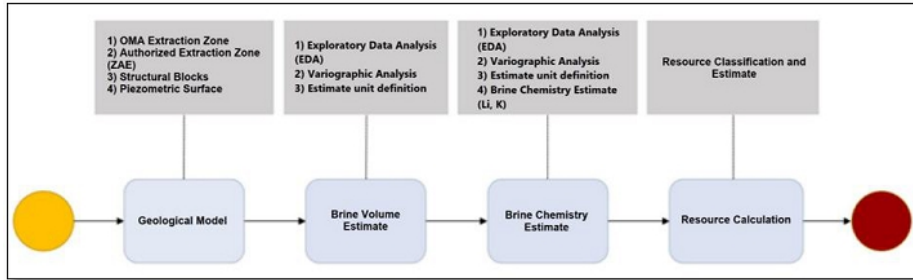 1) OMA Extraction Zone
2) Authorized Extraction Zone
(ZAE)
3) Structural Blocks
4) Piezometric Surface
1) Exploratory Data Analysis
(EDA)
2) Variographic Analysis
3) Estimate unit definition
1) Exploratory Data Analysis
(EDA)
2) Variographic Analysis
3) Estimate unit definition
4) Brine Chemistry Estimate
(Li, K)
Resource Classification and
Estimate
Geological Model
Brine Volume
Estimate
Brine Chemistry
Estimate
Resource Calculation